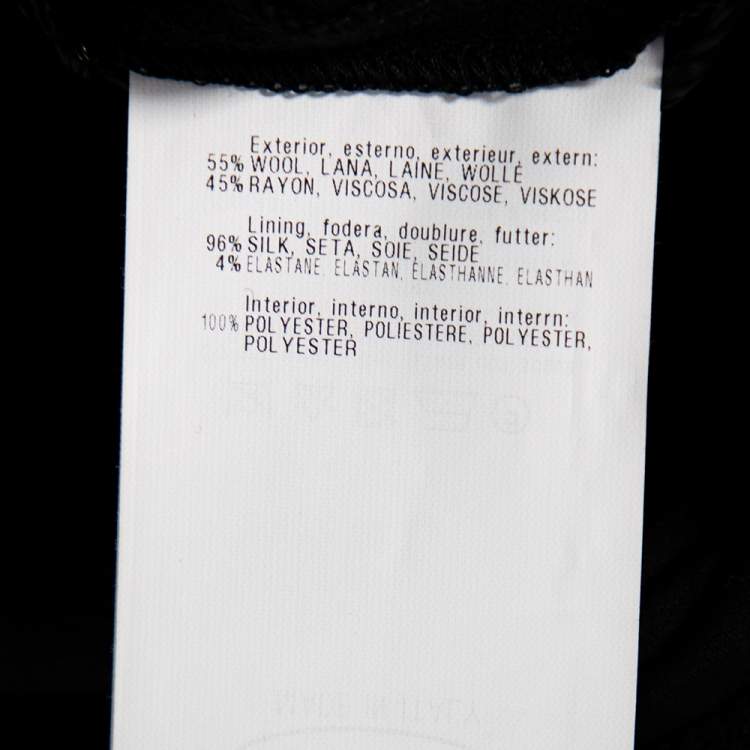 Exterior, esterno, exterieur, extern:
55% WOOL, LANA, LAINE, WOLLE
45% RAYON, VISCOSA, VISCOSE, VISKOSE
Lining, fodera, doublure, futter:
96% SILK, SETA, SOIE, SEIDE
4% ELASTANE, ELASTAN, ELASTHANNE, ELASTHAN
Interior, interno, interior, interrn:
100% POLYESTER, POLIESTERE, POLYESTER,
POLYESTER